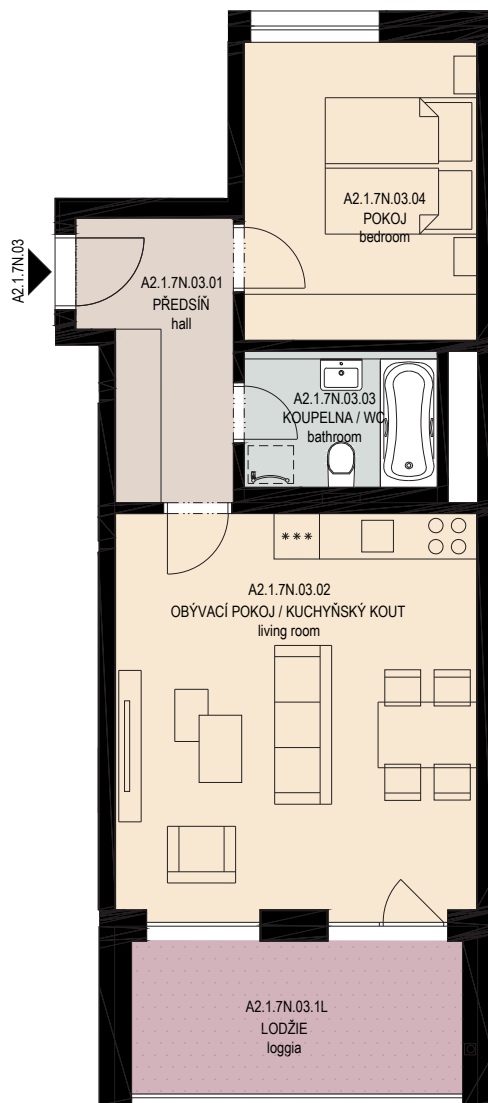 A2.1.7N.03.04
POKOJ
bedroom
A2.1.7N.03
A2.1.7N.03.01
PŘEDSÍŇ
hall
A2.1.7N.03.03
KOUPELNA / WC
bathroom
***
A2.1.7N.03.02
OBÝVACÍ POKOJ / KUCHYŇSKÝ KOUT
living room
A2.1.7N.03.1L
LODŽIE
loggia